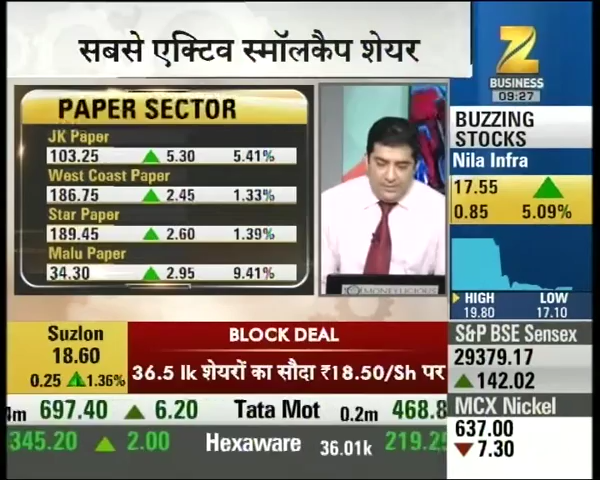 सबसे एक्टिव स्मॉलकैप शेयर
Z
BUSINESS
09:27
PAPER SECTOR
JK Paper
103.25 5.30 5.41%
West Coast Paper
186.75 2.45 1.33%
Star Paper
189.45 2.60 1.39%
Malu Paper
34.30 2.95 9.41%
MONEYLICIOUS
BUZZING
STOCKS
Nila Infra
17.55
0.85 5.09%
HIGH LOW
19.80 17.10
Suzlon
18.60
0.25 1.36%
BLOCK DEAL
36.5 lk शेयरों का सौदा ₹18.50/Sh पर
S&P BSE Sensex
29379.17
142.02
MCX Nickel
637.00
7.30
4m 697.40 6.20 Tata Mot 0.2m 468.8
345.20 2.00 Hexaware 36.01k 219.25